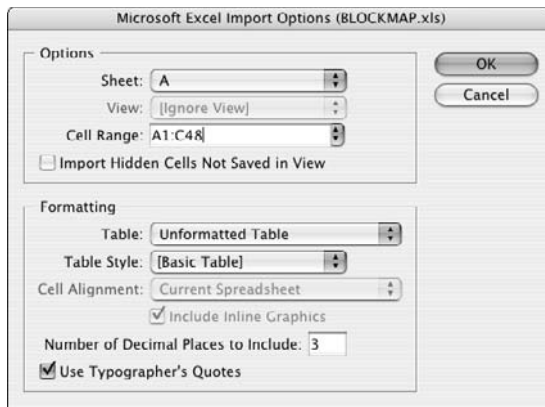 Microsoft Excel Import Options (BLOCKMAP.xls)
Options
Sheet: A
View: [Ignore View]
Cell Range: A1:C48
Import Hidden Cells Not Saved in View
OK
Cancel
Formatting
Table: Unformatted Table
Table Style: [Basic Table]
Cell Alignment: Current Spreadsheet
Include Inline Graphics
Number of Decimal Places to Include: 3
Use Typographer's Quotes